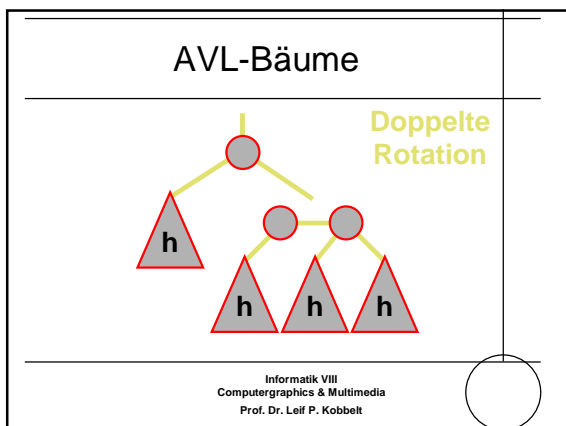 AVL-Bäume
Doppelte
Rotation
h
h h h
Informatik VIII
Computergraphics & Multimedia
Prof. Dr. Leif P. Kobbelt